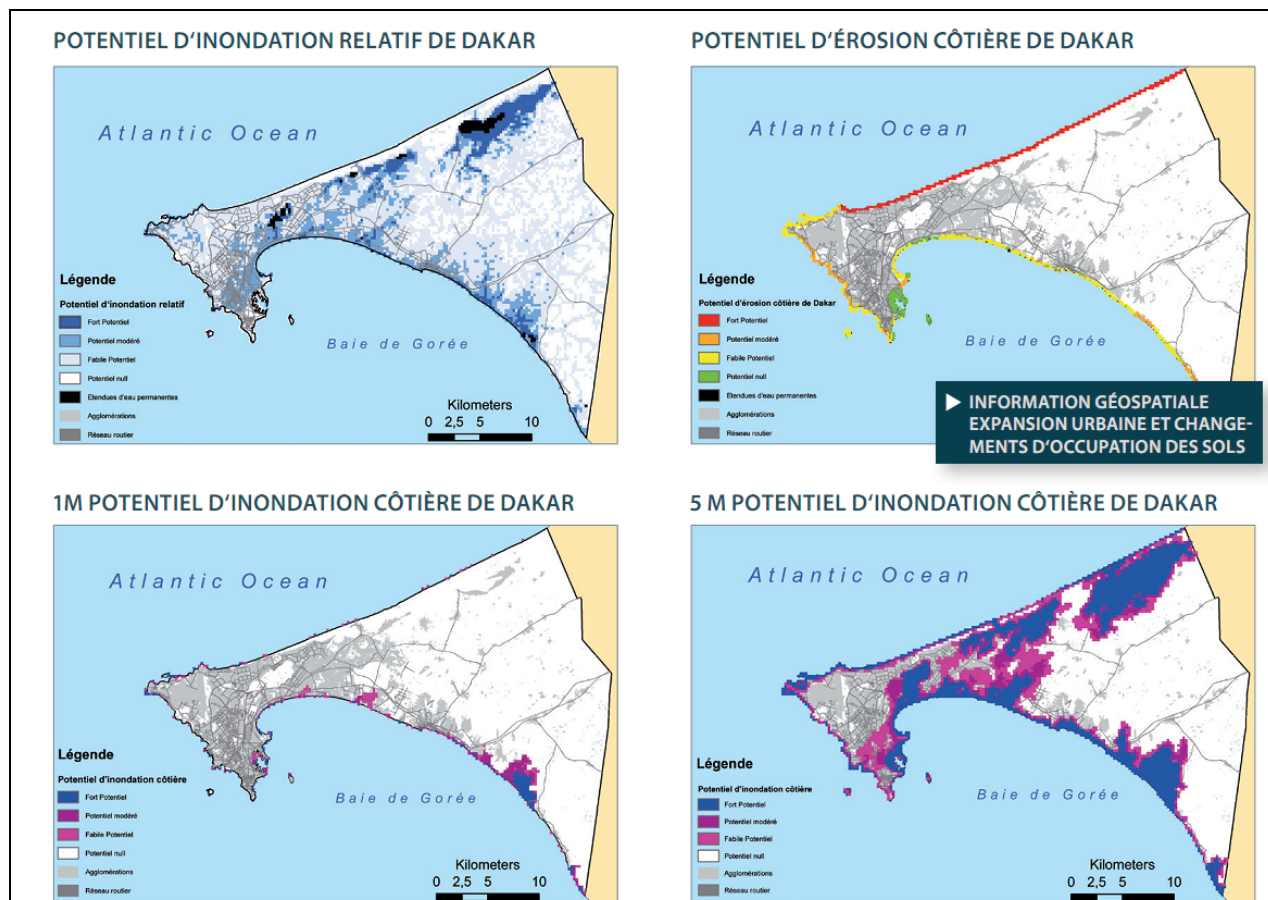 POTENTIEL D'INONDATION RELATIF DE DAKAR
Atlantic Ocean
Baie de Gorée
Légende
Potentiel d'inondation relatif
Fort Potentiel
Potentiel modéré
Fabile Potentiel
Potentiel null
Etendues d'eau permanentes
Agglomérations
Réseau routier
Kilometers
0 2,5 5 10
POTENTIEL D'ÉROSION CÔTIÈRE DE DAKAR
Atlantic Ocean
Baie de Gorée
Légende
Potentiel d'érosion côtière de Dakar
Fort Potentiel
Potentiel modéré
Fabile Potentiel
Potentiel null
Etendues d'eau permanentes
Agglomérations
Réseau routier
INFORMATION GÉOSPATIALE
EXPANSION URBAINE ET CHANGE-
MENTS D'OCCUPATION DES SOLS
1M POTENTIEL D'INONDATION CÔTIÈRE DE DAKAR
Atlantic Ocean
Baie de Gorée
Légende
Potentiel d'inondation côtière
Fort Potentiel
Potentiel modéré
Fabile Potentiel
Potentiel null
Agglomérations
Réseau routier
Kilometers
0 2,5 5 10
5 M POTENTIEL D'INONDATION CÔTIÈRE DE DAKAR
Atlantic Ocean
Baie de Gorée
Légende
Potentiel d'inondation côtière
Fort Potentiel
Potentiel modéré
Fabile Potentiel
Potentiel null
Agglomérations
Réseau routier
Kilometers
0 2,5 5 10